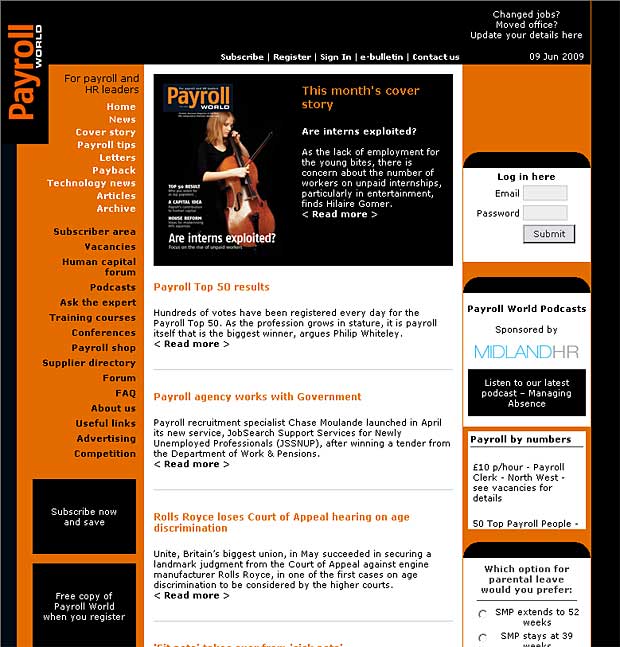 Payroll
WORLD
Changed jobs?
Moved office?
Update your details here
Subscribe | Register | Sign In | e-bulletin | Contact us
09 Jun 2009
For payroll and
HR leaders
Home
News
Cover story
Payroll tips
Letters
Payback
Technology news
Articles
Archive
Subscriber area
Vacancies
Human capital
forum
Podcasts
Ask the expert
Training courses
Conferences
Payroll shop
Supplier directory
Forum
FAQ
About us
Useful links
Advertising
Competition
Subscribe now
and save
Free copy of
Payroll World
when you register
Payroll
WORLD
TOP 50 RESULT
A CAPITAL IDEA
HOUSE REFORM
Are interns exploited?
Focus on the rise of unpaid workers
This month's cover
story
Are interns exploited?
As the lack of employment for
the young bites, there is
concern about the number of
workers on unpaid internships,
particularly in entertainment,
finds Hilaire Gomer.
< Read more >
Payroll Top 50 results
Hundreds of votes have been registered every day for the
Payroll Top 50. As the profession grows in stature, it is payroll
itself that is the biggest winner, argues Philip Whiteley.
< Read more >
Payroll agency works with Government
Payroll recruitment specialist Chase Moulande launched in April
its new service, JobSearch Support Services for Newly
Unemployed Professionals (JSSNUP), after winning a tender from
the Department of Work & Pensions.
< Read more >
Rolls Royce loses Court of Appeal hearing on age
discrimination
Unite, Britain's biggest union, in May succeeded in securing a
landmark judgment from the Court of Appeal against engine
manufacturer Rolls Royce, in one of the first cases on age
discrimination to be considered by the higher courts.
< Read more >
Log in here
Email
Password
Submit
Payroll World Podcasts
Sponsored by
MIDLANDHR
Listen to our latest
podcast – Managing
Absence
Payroll by numbers
£10 p/hour - Payroll
Clerk - North West -
see vacancies for
details
50 Top Payroll People -
Which option for
parental leave
would you prefer:
SMP extends to 52
weeks
SMP stays at 39
weeks